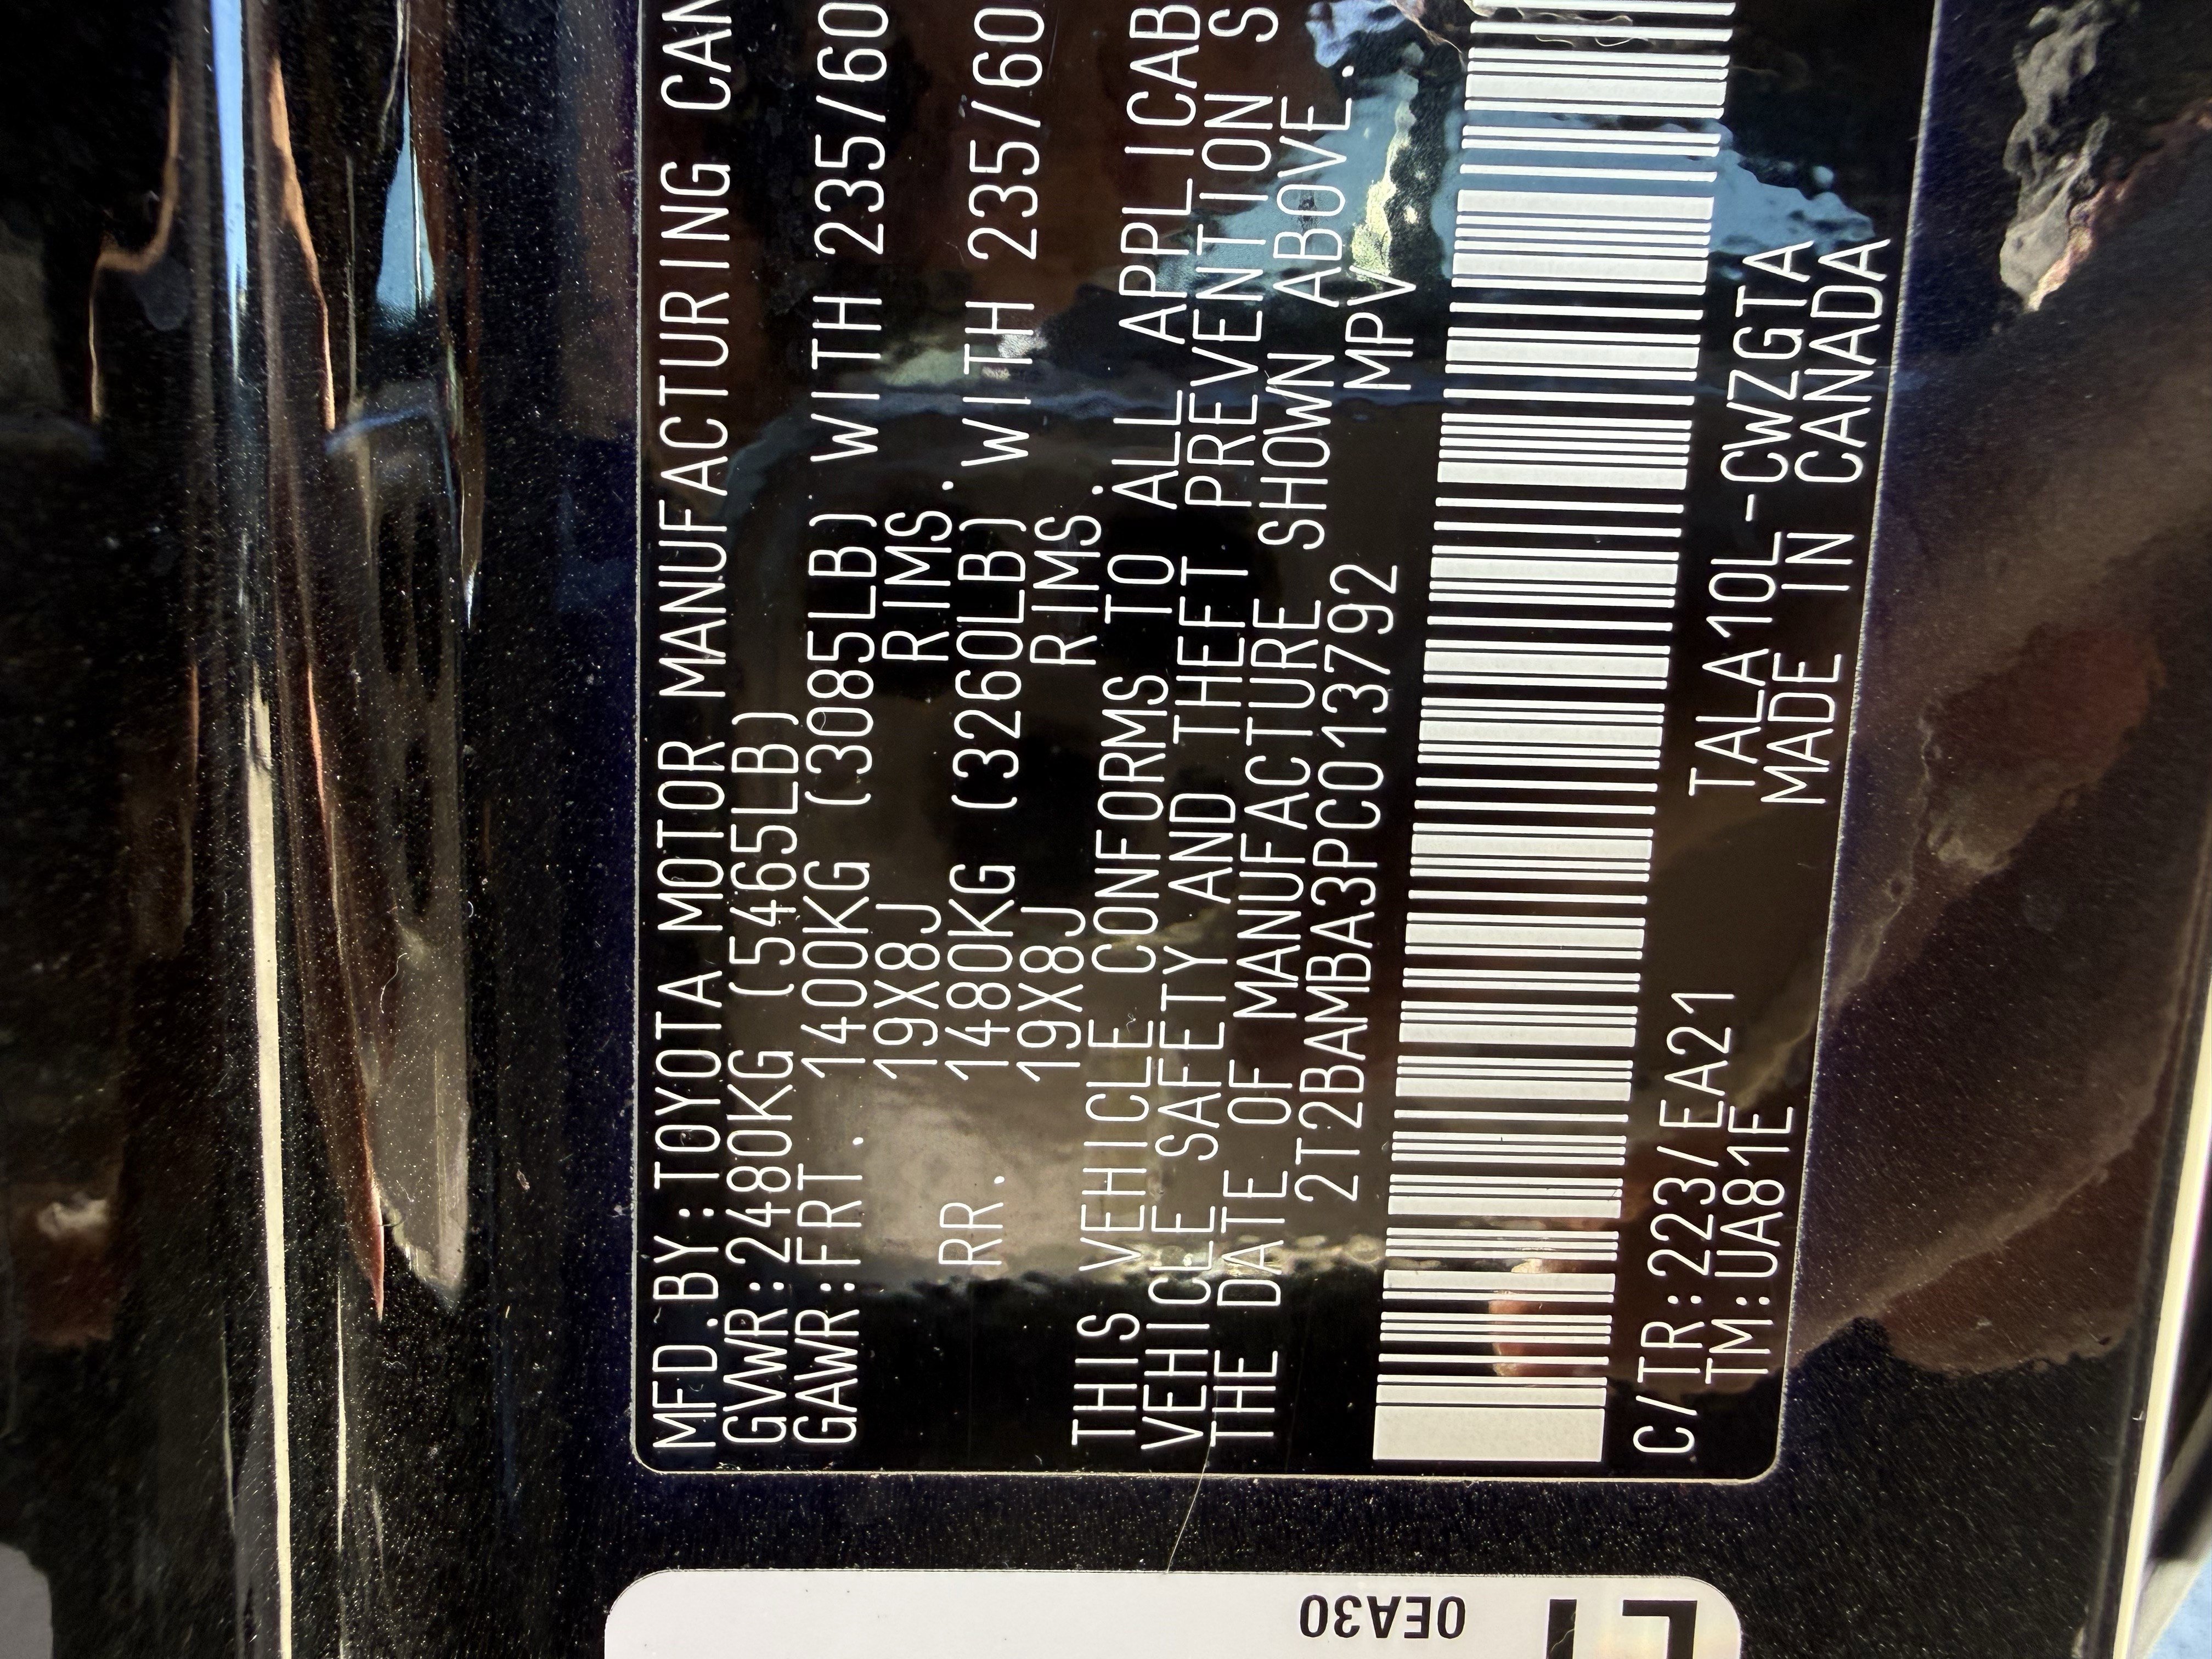 MFD.BY:TOYOTA MOTOR MANUFACTURING CAN
GVWR:2480KG (5465LB)
GAWR:FRT. 1400KG (3085LB) WITH 235/60
19X8J RIMS.
RR. 1480KG (3260LB) WITH 235/60
19X8J RIMS.
THIS VEHICLE CONFORMS TO ALL APPLICAB
VEHICLE SAFETY AND THEFT PREVENTION S
THE DATE OF MANUFACTURE SHOWN ABOVE.
2T2BAMBA3PC013792 MPV
C/TR:223/EA21 TALA10L-CWZGTA
TM:UA81E MADE IN CANADA
0EA30